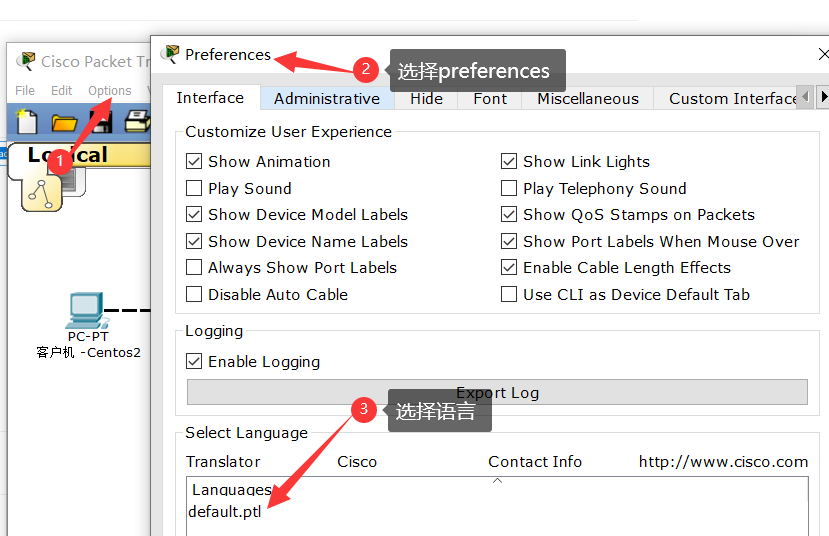 Cisco Packet Tr
Preferences
2
选择preferences
File Edit Options
Interface Administrative Hide Font Miscellaneous Custom Interface
1
Logical
Customize User Experience
Show Animation
Show Link Lights
Play Sound
Play Telephony Sound
Show Device Model Labels
Show QoS Stamps on Packets
Show Device Name Labels
Show Port Labels When Mouse Over
Always Show Port Labels
Enable Cable Length Effects
Disable Auto Cable
Use CLI as Device Default Tab
PC-PT
客户机 -Centos2
Logging
Enable Logging
Export Log
3
选择语言
Select Language
Translator Cisco Contact Info http://www.cisco.com
Languages
default.ptl